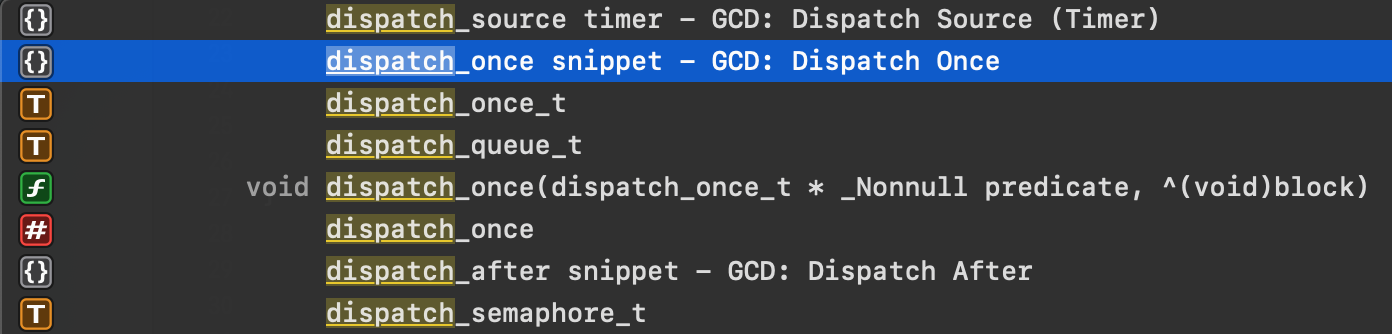 {} dispatch_source timer – GCD: Dispatch Source (Timer)
{} dispatch_once snippet – GCD: Dispatch Once
T dispatch_once_t
T dispatch_queue_t
f void dispatch_once(dispatch_once_t * _Nonnull predicate, ^(void)block)
# dispatch_once
{} dispatch_after snippet – GCD: Dispatch After
T dispatch_semaphore_t